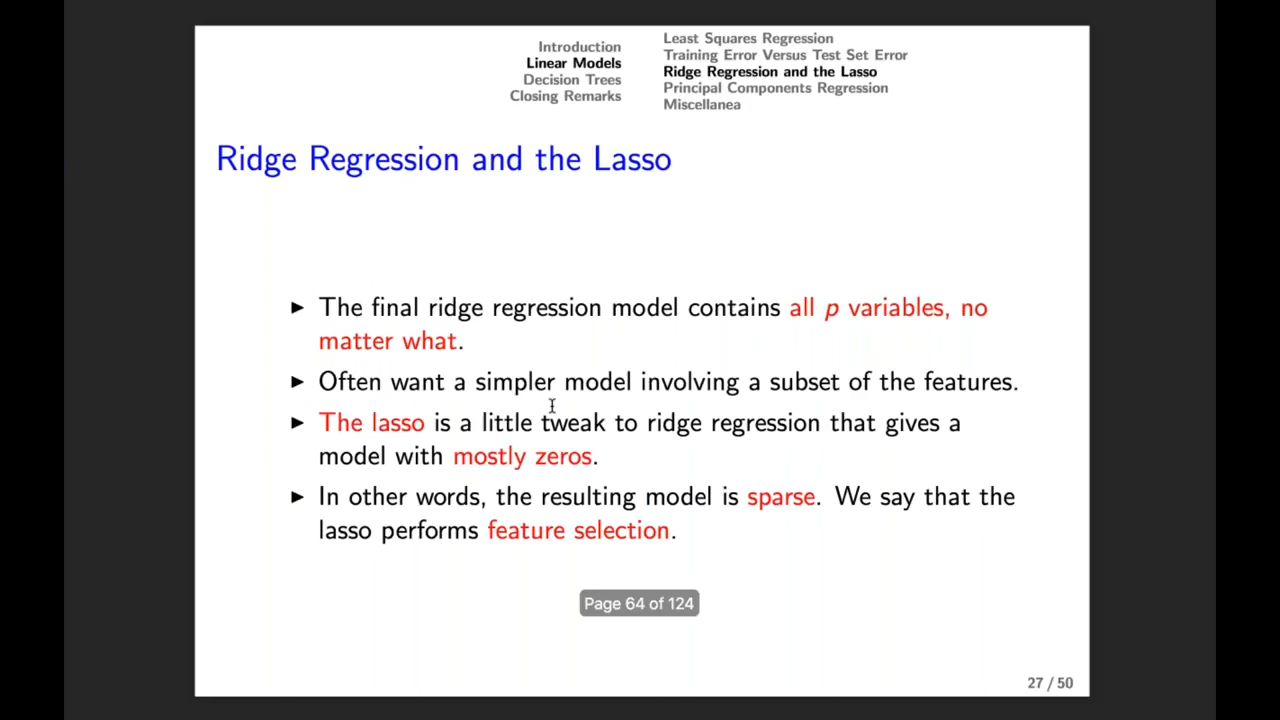 Introduction
Linear Models
Decision Trees
Closing Remarks
Least Squares Regression
Training Error Versus Test Set Error
Ridge Regression and the Lasso
Principal Components Regression
Miscellanea
Ridge Regression and the Lasso
▶ The final ridge regression model contains all p variables, no
matter what.
▶ Often want a simpler model involving a subset of the features.
▶ The lasso is a little tweak to ridge regression that gives a
model with mostly zeros.
▶ In other words, the resulting model is sparse. We say that the
lasso performs feature selection.
Page 64 of 124
27 / 50